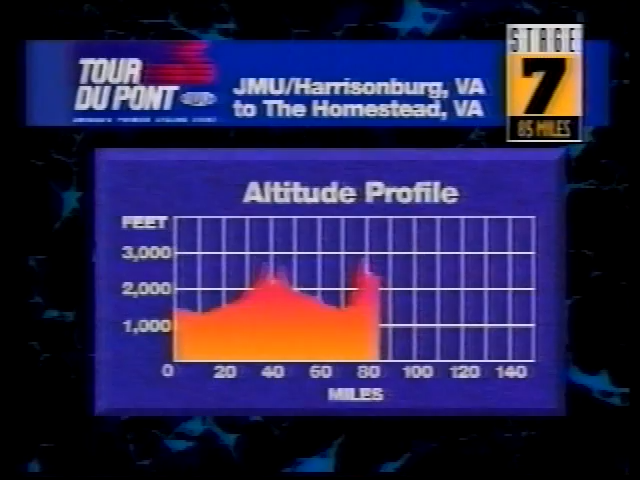 TOUR
DU PONT
JMU/Harrisonburg, VA
to The Homestead, VA
STAGE
7
85 MILES
Altitude Profile
FEET
3,000
2,000
1,000
0 20 40 60 80 100 120 140
MILES